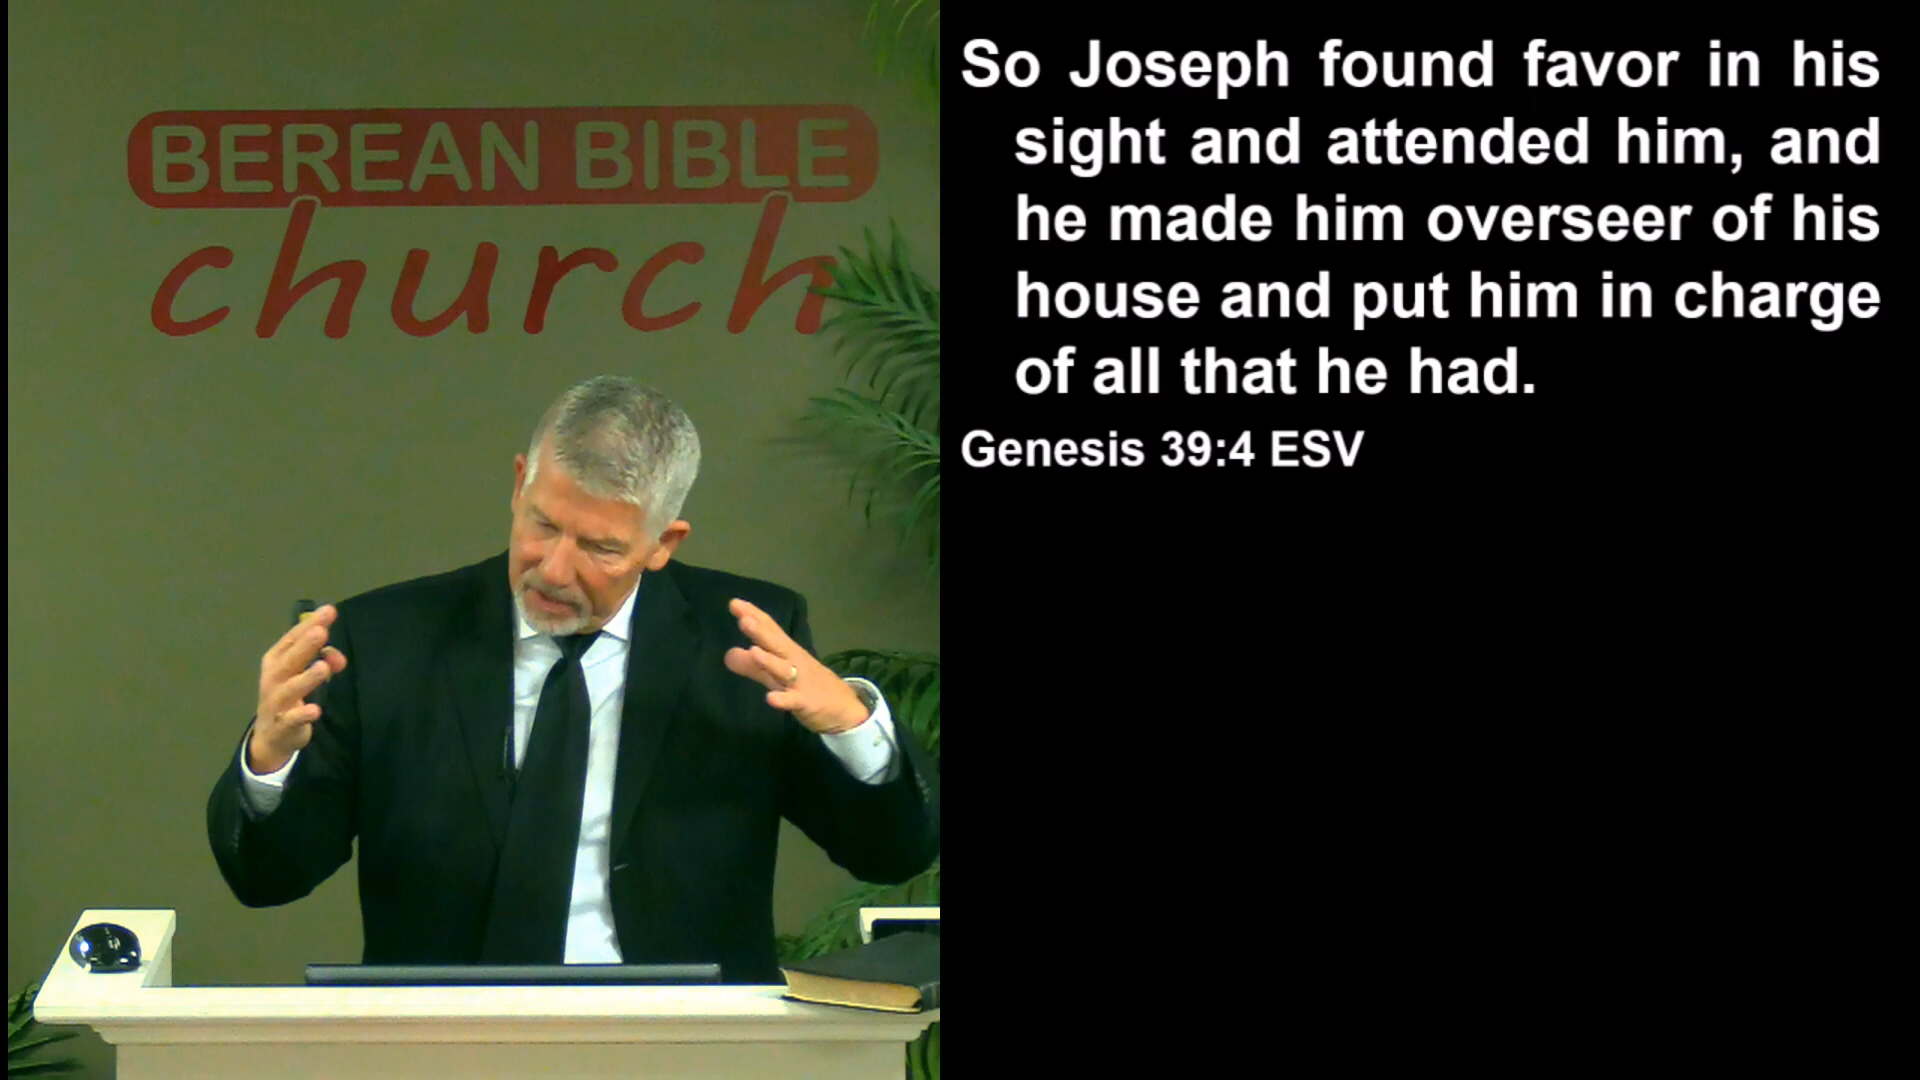 BEREAN BIBLE
church
So Joseph found favor in his
sight and attended him, and
he made him overseer of his
house and put him in charge
of all that he had.
Genesis 39:4 ESV